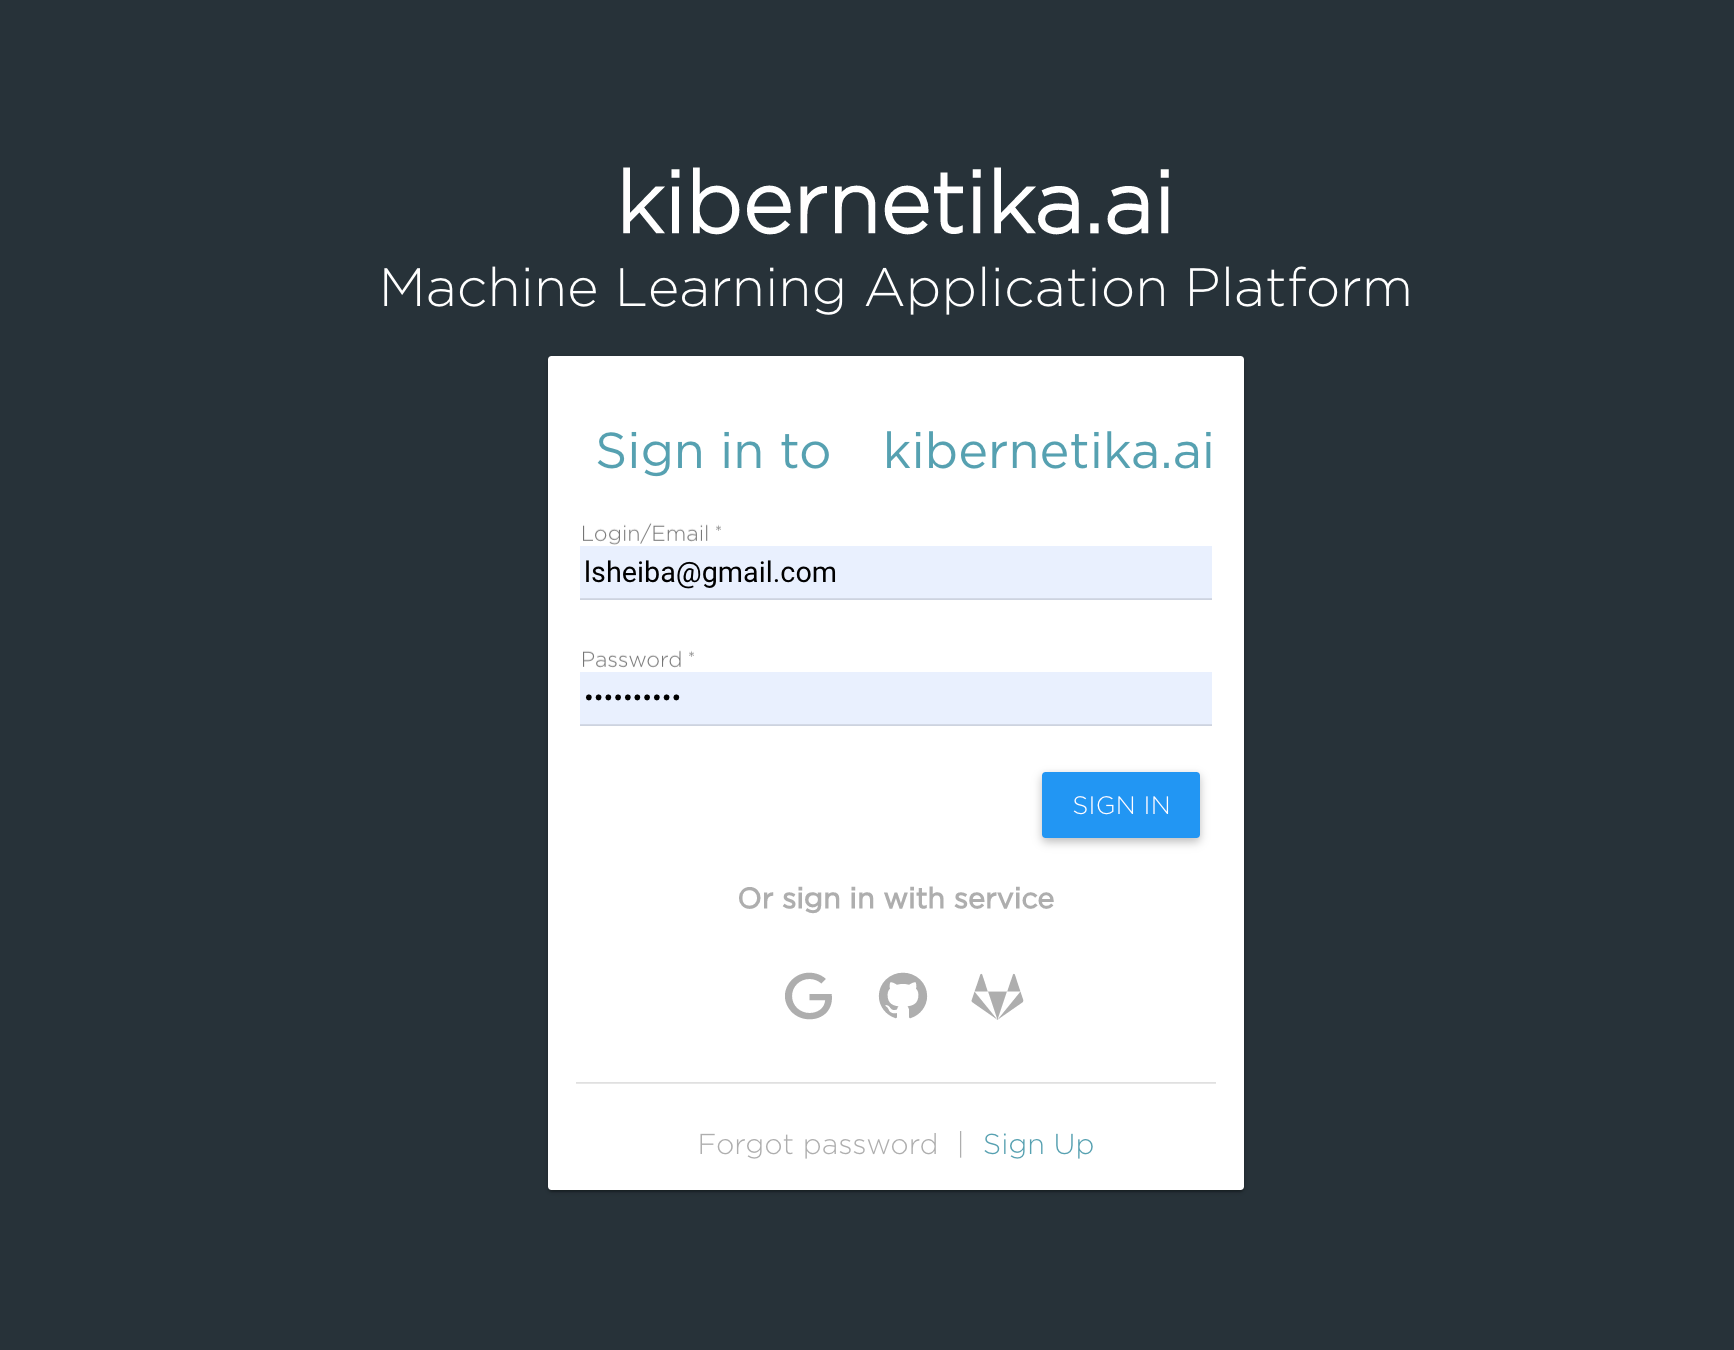 kibernetika.ai
Machine Learning Application Platform
Sign in to kibernetika.ai
Login/Email *
lsheiba@gmail.com
Password *
••••••••••
SIGN IN
Or sign in with service
Forgot password | Sign Up